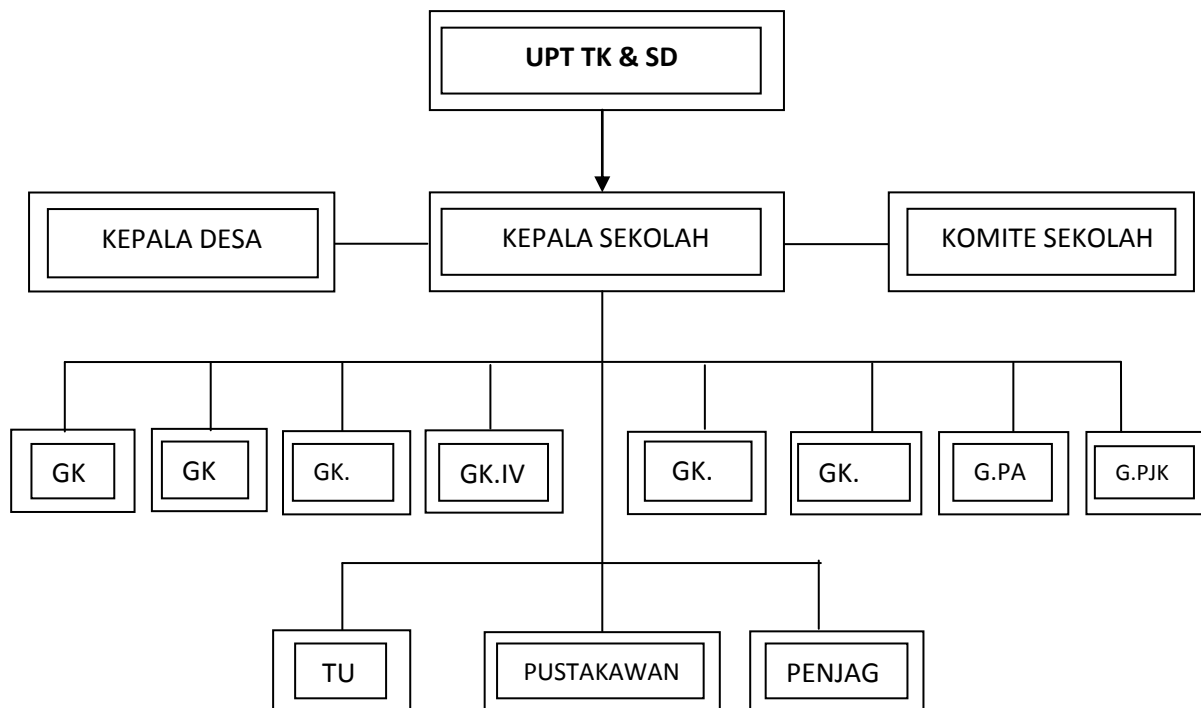 UPT TK & SD
KEPALA DESA
KEPALA SEKOLAH
KOMITE SEKOLAH
GK
GK
GK.
GK.IV
GK.
GK.
G.PA
G.PJK
TU
PUSTAKAWAN
PENJAG